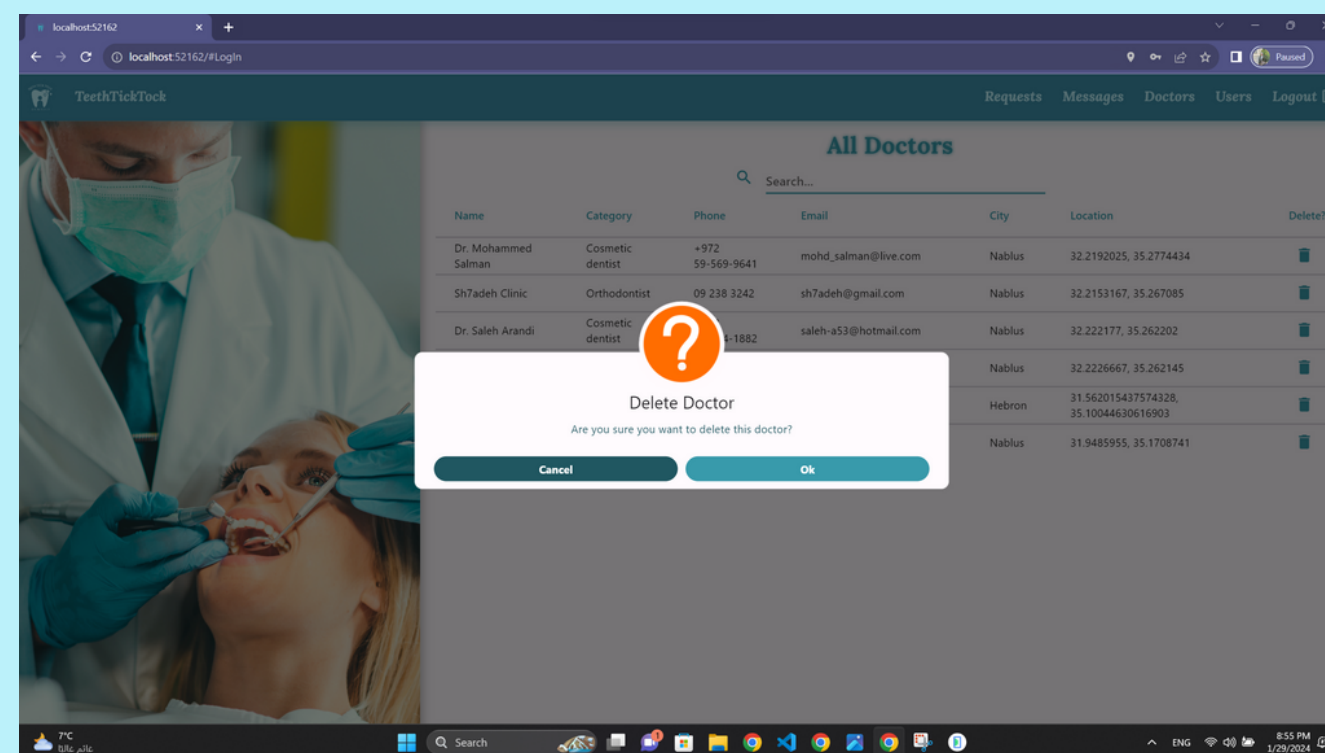 localhost:52162
localhost:52162/#LogIn
Paused
TeethTickTock
Requests Messages Doctors Users Logout
All Doctors
Search...
Name Category Phone Email City Location Delete?
Dr. Mohammed Salman Cosmetic dentist +972 59-569-9641 mohd_salman@live.com Nablus 32.2192025, 35.2774434
Sh7adeh Clinic Orthodontist 09 238 3242 sh7adeh@gmail.com Nablus 32.2153167, 35.267085
Dr. Saleh Arandi Cosmetic dentist 4-1882 saleh-a53@hotmail.com Nablus 32.222177, 35.262202
Nablus 32.2226667, 35.262145
Hebron 31.562015437574328, 35.10044630616903
Nablus 31.9485955, 35.1708741
Delete Doctor
Are you sure you want to delete this doctor?
Cancel Ok
7°C
غائم غالبًا
Search
ENG
8:55 PM
1/29/2024